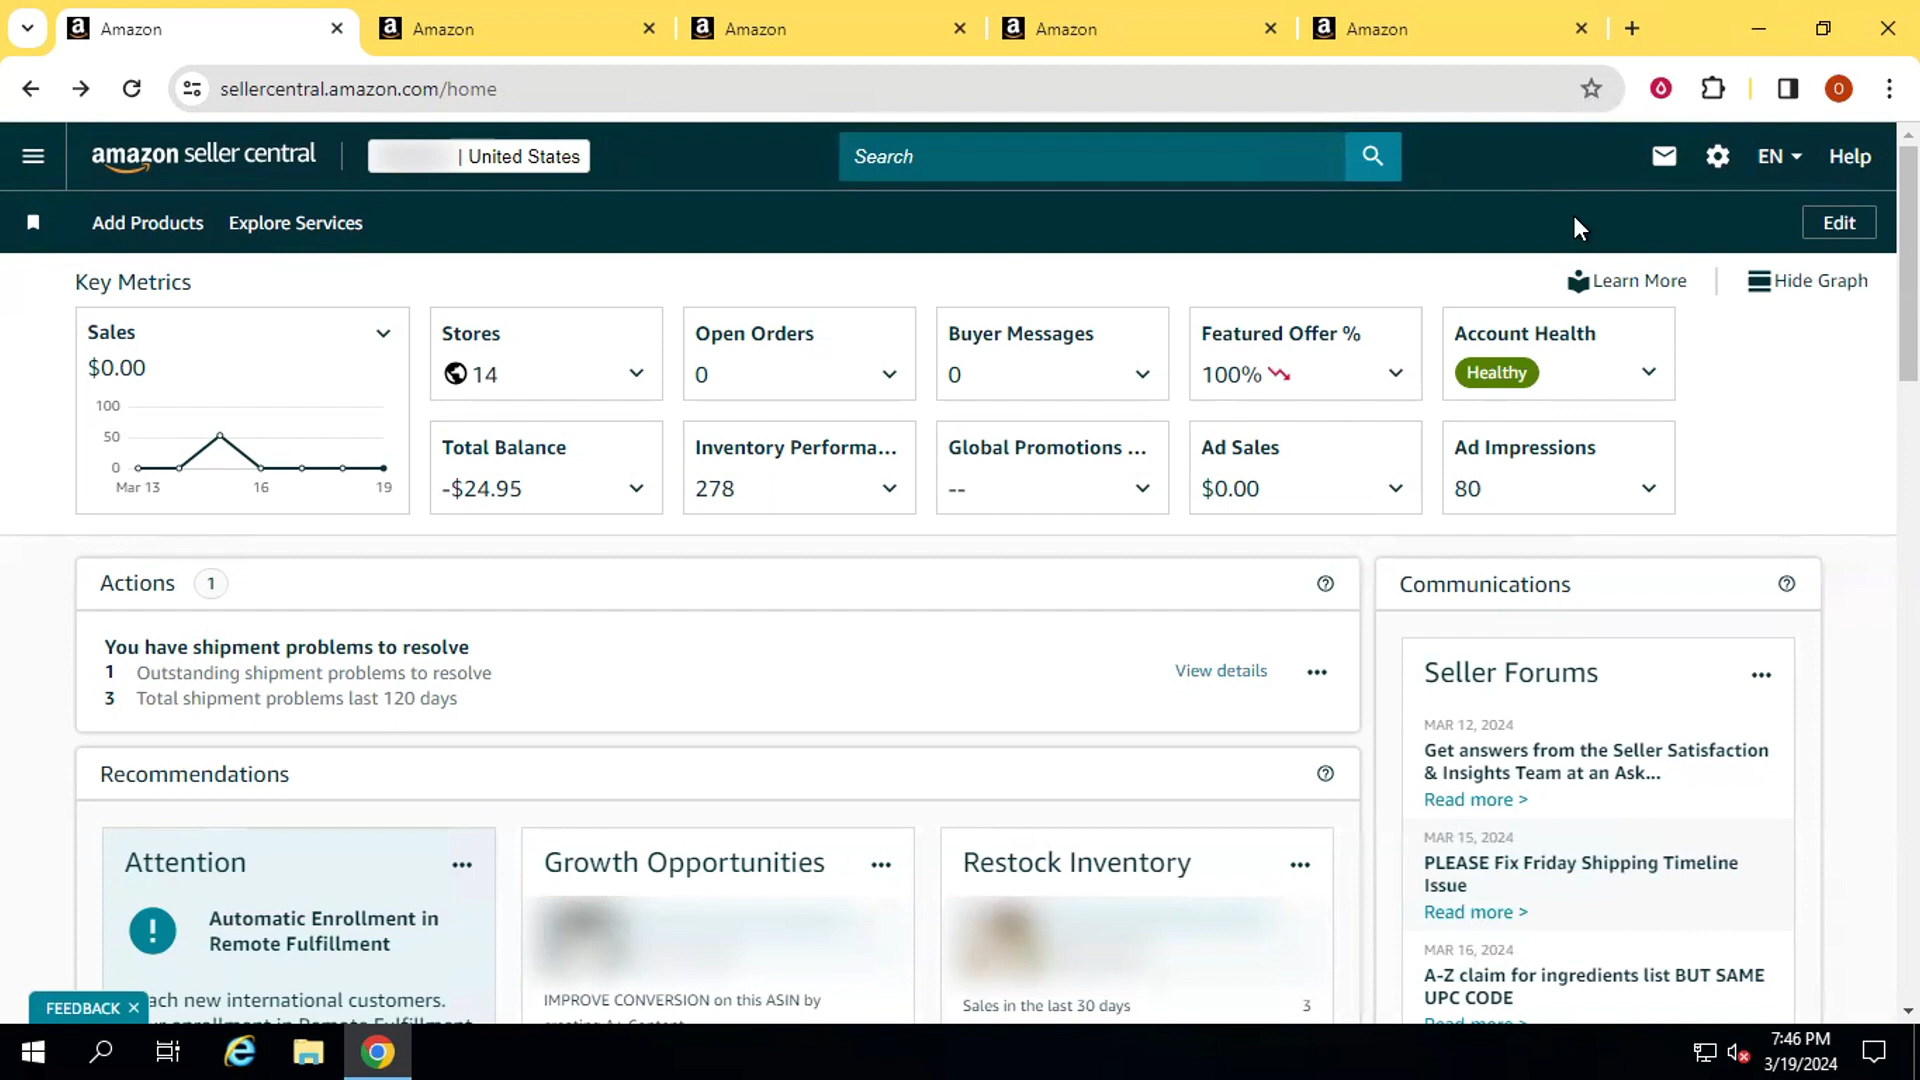 Amazon
Amazon
Amazon
Amazon
Amazon
sellercentral.amazon.com/home
O
amazon seller central
| United States
Search
EN
Help
Add Products
Explore Services
Edit
Key Metrics
Learn More
Hide Graph
Sales
$0.00
100
50
0
Mar 13
16
19
Stores
14
Open Orders
0
Buyer Messages
0
Featured Offer %
100%
Account Health
Healthy
Total Balance
-$24.95
Inventory Performa...
278
Global Promotions ...
--
Ad Sales
$0.00
Ad Impressions
80
Actions
1
You have shipment problems to resolve
1 Outstanding shipment problems to resolve
3 Total shipment problems last 120 days
View details
Recommendations
Attention
Automatic Enrollment in
Remote Fulfillment
ach new international customers.
enrollment in Remote Fulfillment
FEEDBACK
Growth Opportunities
IMPROVE CONVERSION on this ASIN by
creating A+ Content
Restock Inventory
Sales in the last 30 days
3
Communications
Seller Forums
MAR 12, 2024
Get answers from the Seller Satisfaction
& Insights Team at an Ask...
Read more >
MAR 15, 2024
PLEASE Fix Friday Shipping Timeline
Issue
Read more >
MAR 16, 2024
A-Z claim for ingredients list BUT SAME
UPC CODE
Read more >
7:46 PM
3/19/2024